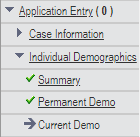 Application Entry ( 0 )
Case Information
Individual Demographics
Summary
Permanent Demo
Current Demo